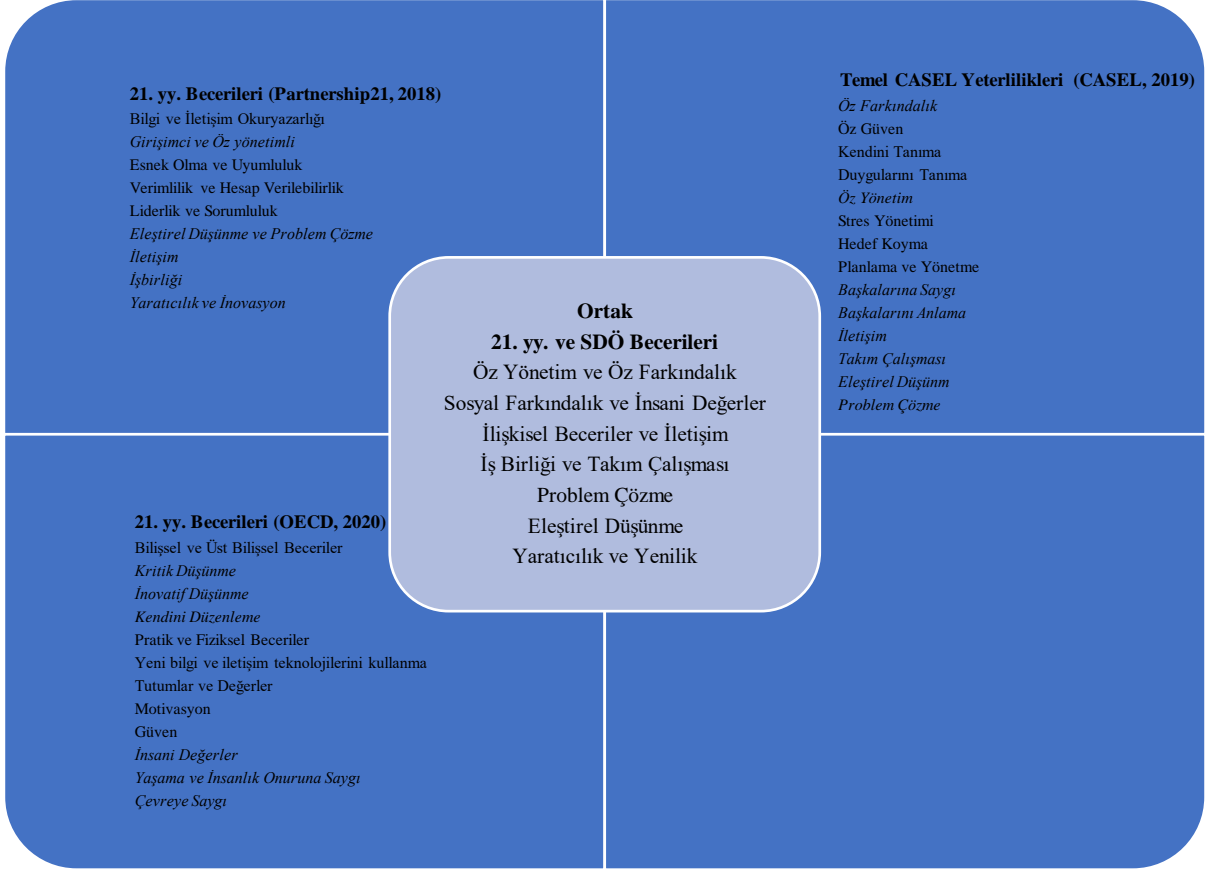 21. yy. Becerileri (Partnership21, 2018)
Bilgi ve İletişim Okuryazarlığı
Girişimci ve Öz yönetimli
Esnek Olma ve Uyumluluk
Verimlilik ve Hesap Verilebilirlik
Liderlik ve Sorumluluk
Eleştirel Düşünme ve Problem Çözme
İletişim
İşbirliği
Yaratıcılık ve İnovasyon
Temel CASEL Yeterlilikleri (CASEL, 2019)
Öz Farkındalık
Öz Güven
Kendini Tanıma
Duygularını Tanıma
Öz Yönetim
Stres Yönetimi
Hedef Koyma
Planlama ve Yönetme
Başkalarına Saygı
Başkalarını Anlama
İletişim
Takım Çalışması
Eleştirel Düşünm
Problem Çözme
Ortak
21. yy. ve SDÖ Becerileri
Öz Yönetim ve Öz Farkındalık
Sosyal Farkındalık ve İnsani Değerler
İlişkisel Beceriler ve İletişim
İş Birliği ve Takım Çalışması
Problem Çözme
Eleştirel Düşünme
Yaratıcılık ve Yenilik
21. yy. Becerileri (OECD, 2020)
Bilişsel ve Üst Bilişsel Beceriler
Kritik Düşünme
İnovatif Düşünme
Kendini Düzenleme
Pratik ve Fiziksel Beceriler
Yeni bilgi ve iletişim teknolojilerini kullanma
Tutumlar ve Değerler
Motivasyon
Güven
İnsani Değerler
Yaşama ve İnsanlık Onuruna Saygı
Çevreye Saygı